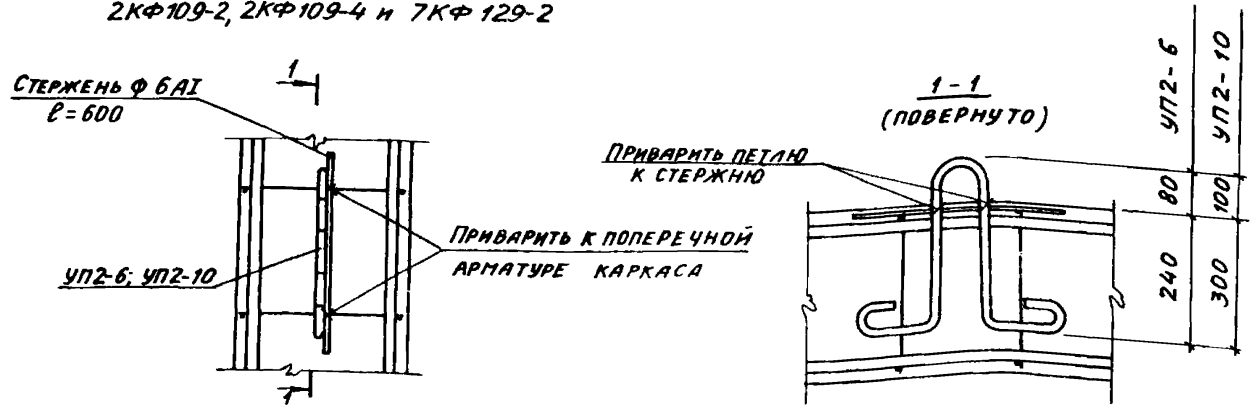 2КФ109-2, 2КФ109-4 и 7КФ 129-2
1
СТЕРЖЕНЬ Ф 6АI
ℓ=600
УП2-6; УП2-10
ПРИВАРИТЬ К ПОПЕРЕЧНОЙ
АРМАТУРЕ КАРКАСА
1
1-1
(ПОВЕРНУТО)
ПРИВАРИТЬ ПЕТЛЮ
К СТЕРЖНЮ
УП2-6
УП2-10
80
100
240
300